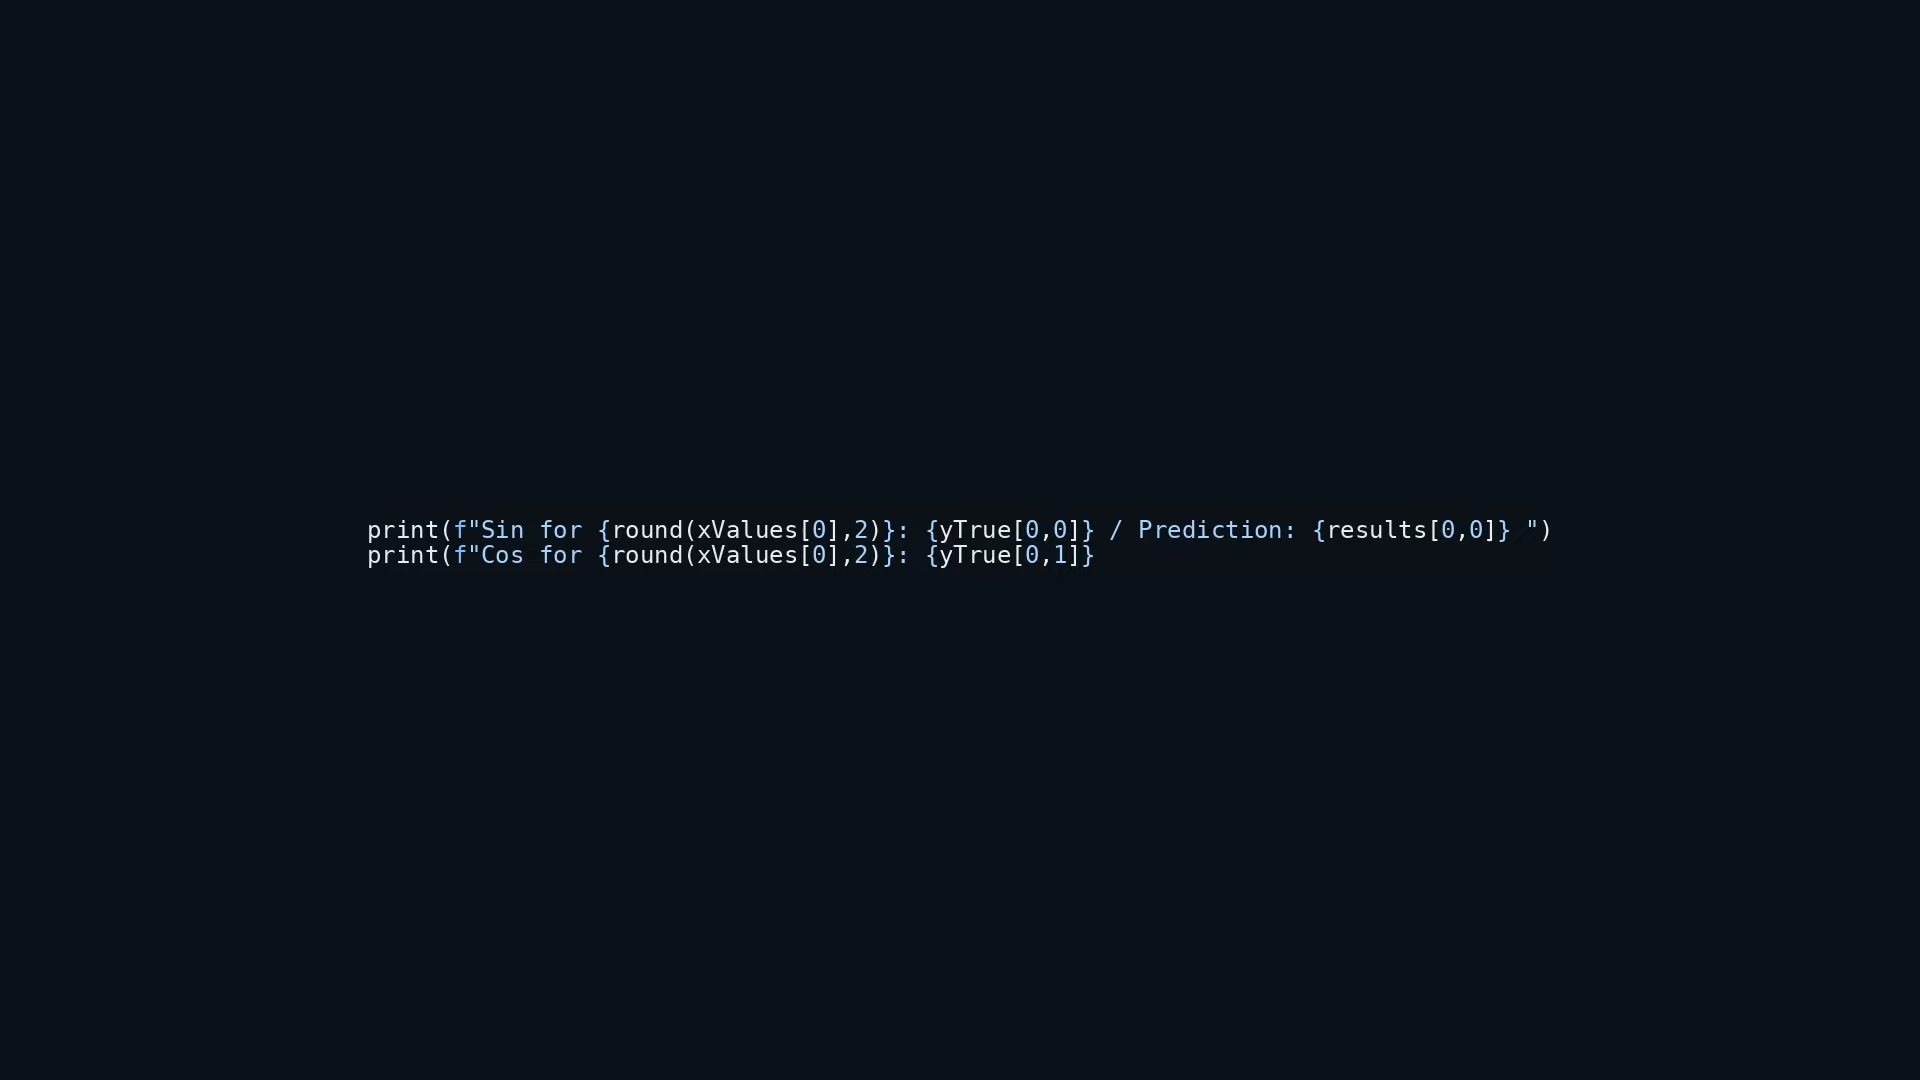 print(f"Sin for {round(xValues[0],2)}: {yTrue[0,0]} / Prediction: {results[0,0]} ")
print(f"Cos for {round(xValues[0],2)}: {yTrue[0,1]}